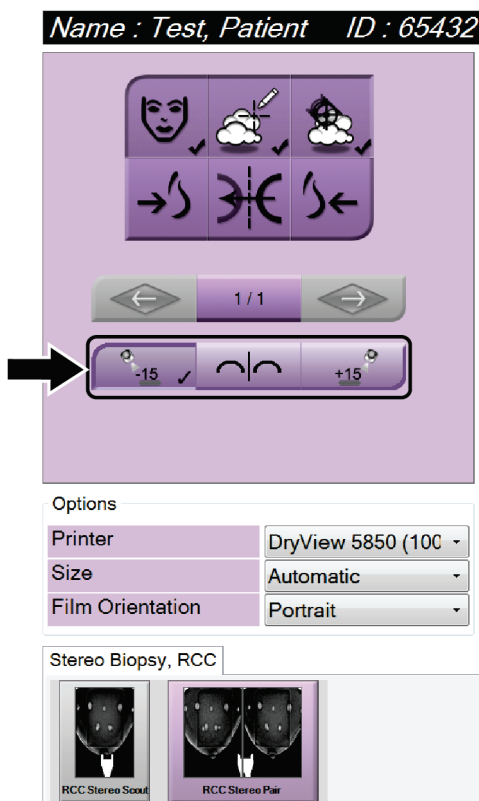 Name : Test, Patient ID : 65432
1 / 1
-15 +15
Options
Printer DryView 5850 (100
Size Automatic
Film Orientation Portrait
Stereo Biopsy, RCC
RCC Stereo Scout RCC Stereo Pair